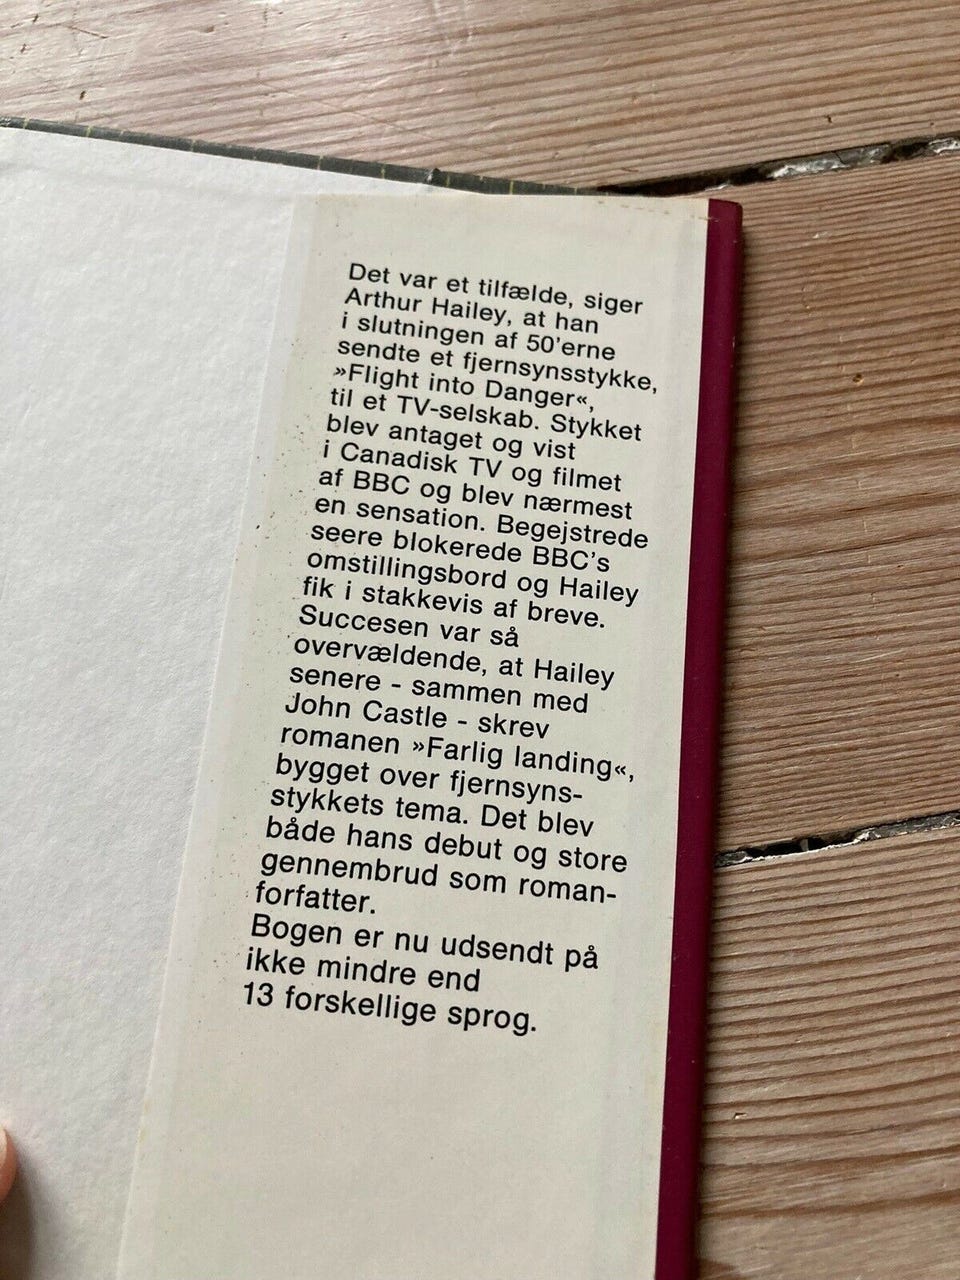 Det var et tilfælde, siger
Arthur Hailey, at han
i slutningen af 50'erne
sendte et fjernsynsstykke,
»Flight into Danger«,
til et TV-selskab. Stykket
blev antaget og vist
i Canadisk TV og filmet
af BBC og blev nærmest
en sensation. Begejstrede
seere blokerede BBC's
omstillingsbord og Hailey
fik i stakkevis af breve.
Succesen var så
overvældende, at Hailey
senere - sammen med
John Castle - skrev
romanen »Farlig landing«,
bygget over fjernsyns-
stykkets tema. Det blev
både hans debut og store
gennembrud som roman-
forfatter.
Bogen er nu udsendt på
ikke mindre end
13 forskellige sprog.